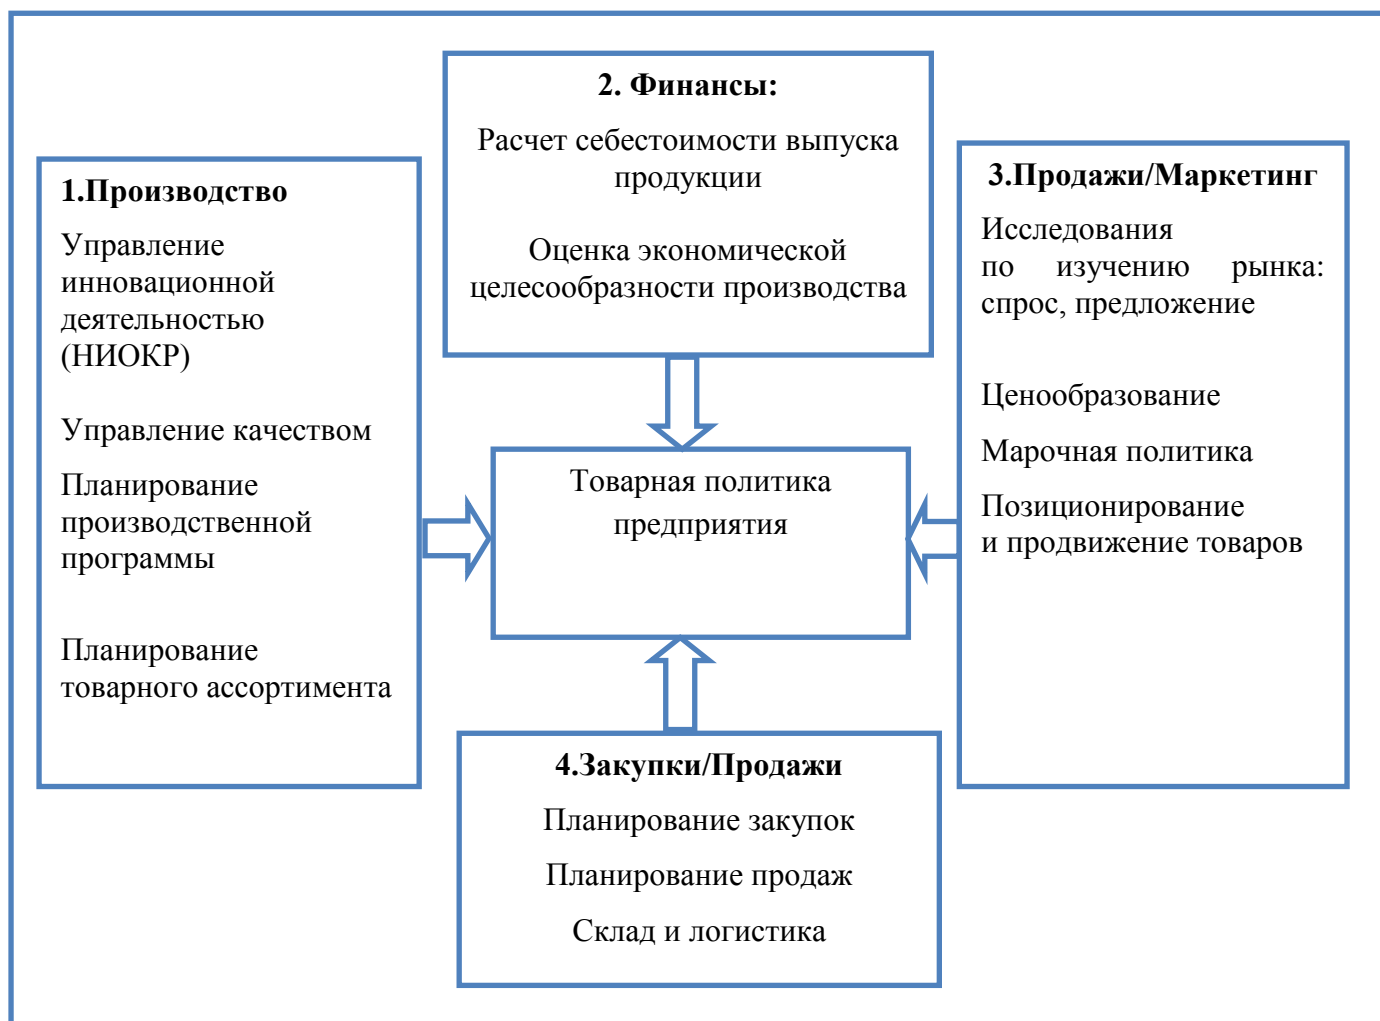 1.Производство
Управление
инновационной
деятельностью
(НИОКР)
Управление качеством
Планирование
производственной
программы
Планирование
товарного ассортимента
2. Финансы:
Расчет себестоимости выпуска
продукции
Оценка экономической
целесообразности производства
3.Продажи/Маркетинг
Исследования
по изучению рынка:
спрос, предложение
Ценообразование
Марочная политика
Позиционирование
и продвижение товаров
Товарная политика
предприятия
4.Закупки/Продажи
Планирование закупок
Планирование продаж
Склад и логистика